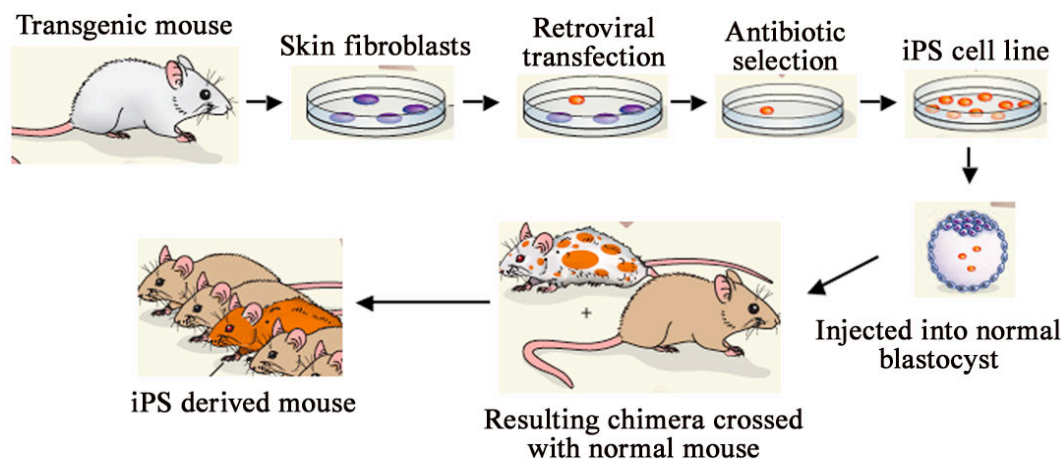 Transgenic mouse
Skin fibroblasts
Retroviral
transfection
Antibiotic
selection
iPS cell line
Injected into normal
blastocyst
Resulting chimera crossed
with normal mouse
iPS derived mouse